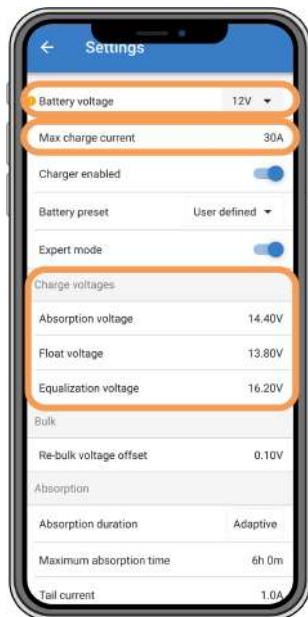 Settings
Battery voltage 12V
Max charge current 30A
Charger enabled
Battery preset User defined
Expert mode
Charge voltages
Absorption voltage 14.40V
Float voltage 13.80V
Equalization voltage 16.20V
Bulk
Re-bulk voltage offset 0.10V
Absorption
Absorption duration Adaptive
Maximum absorption time 6h 0m
Tail current 1.0A